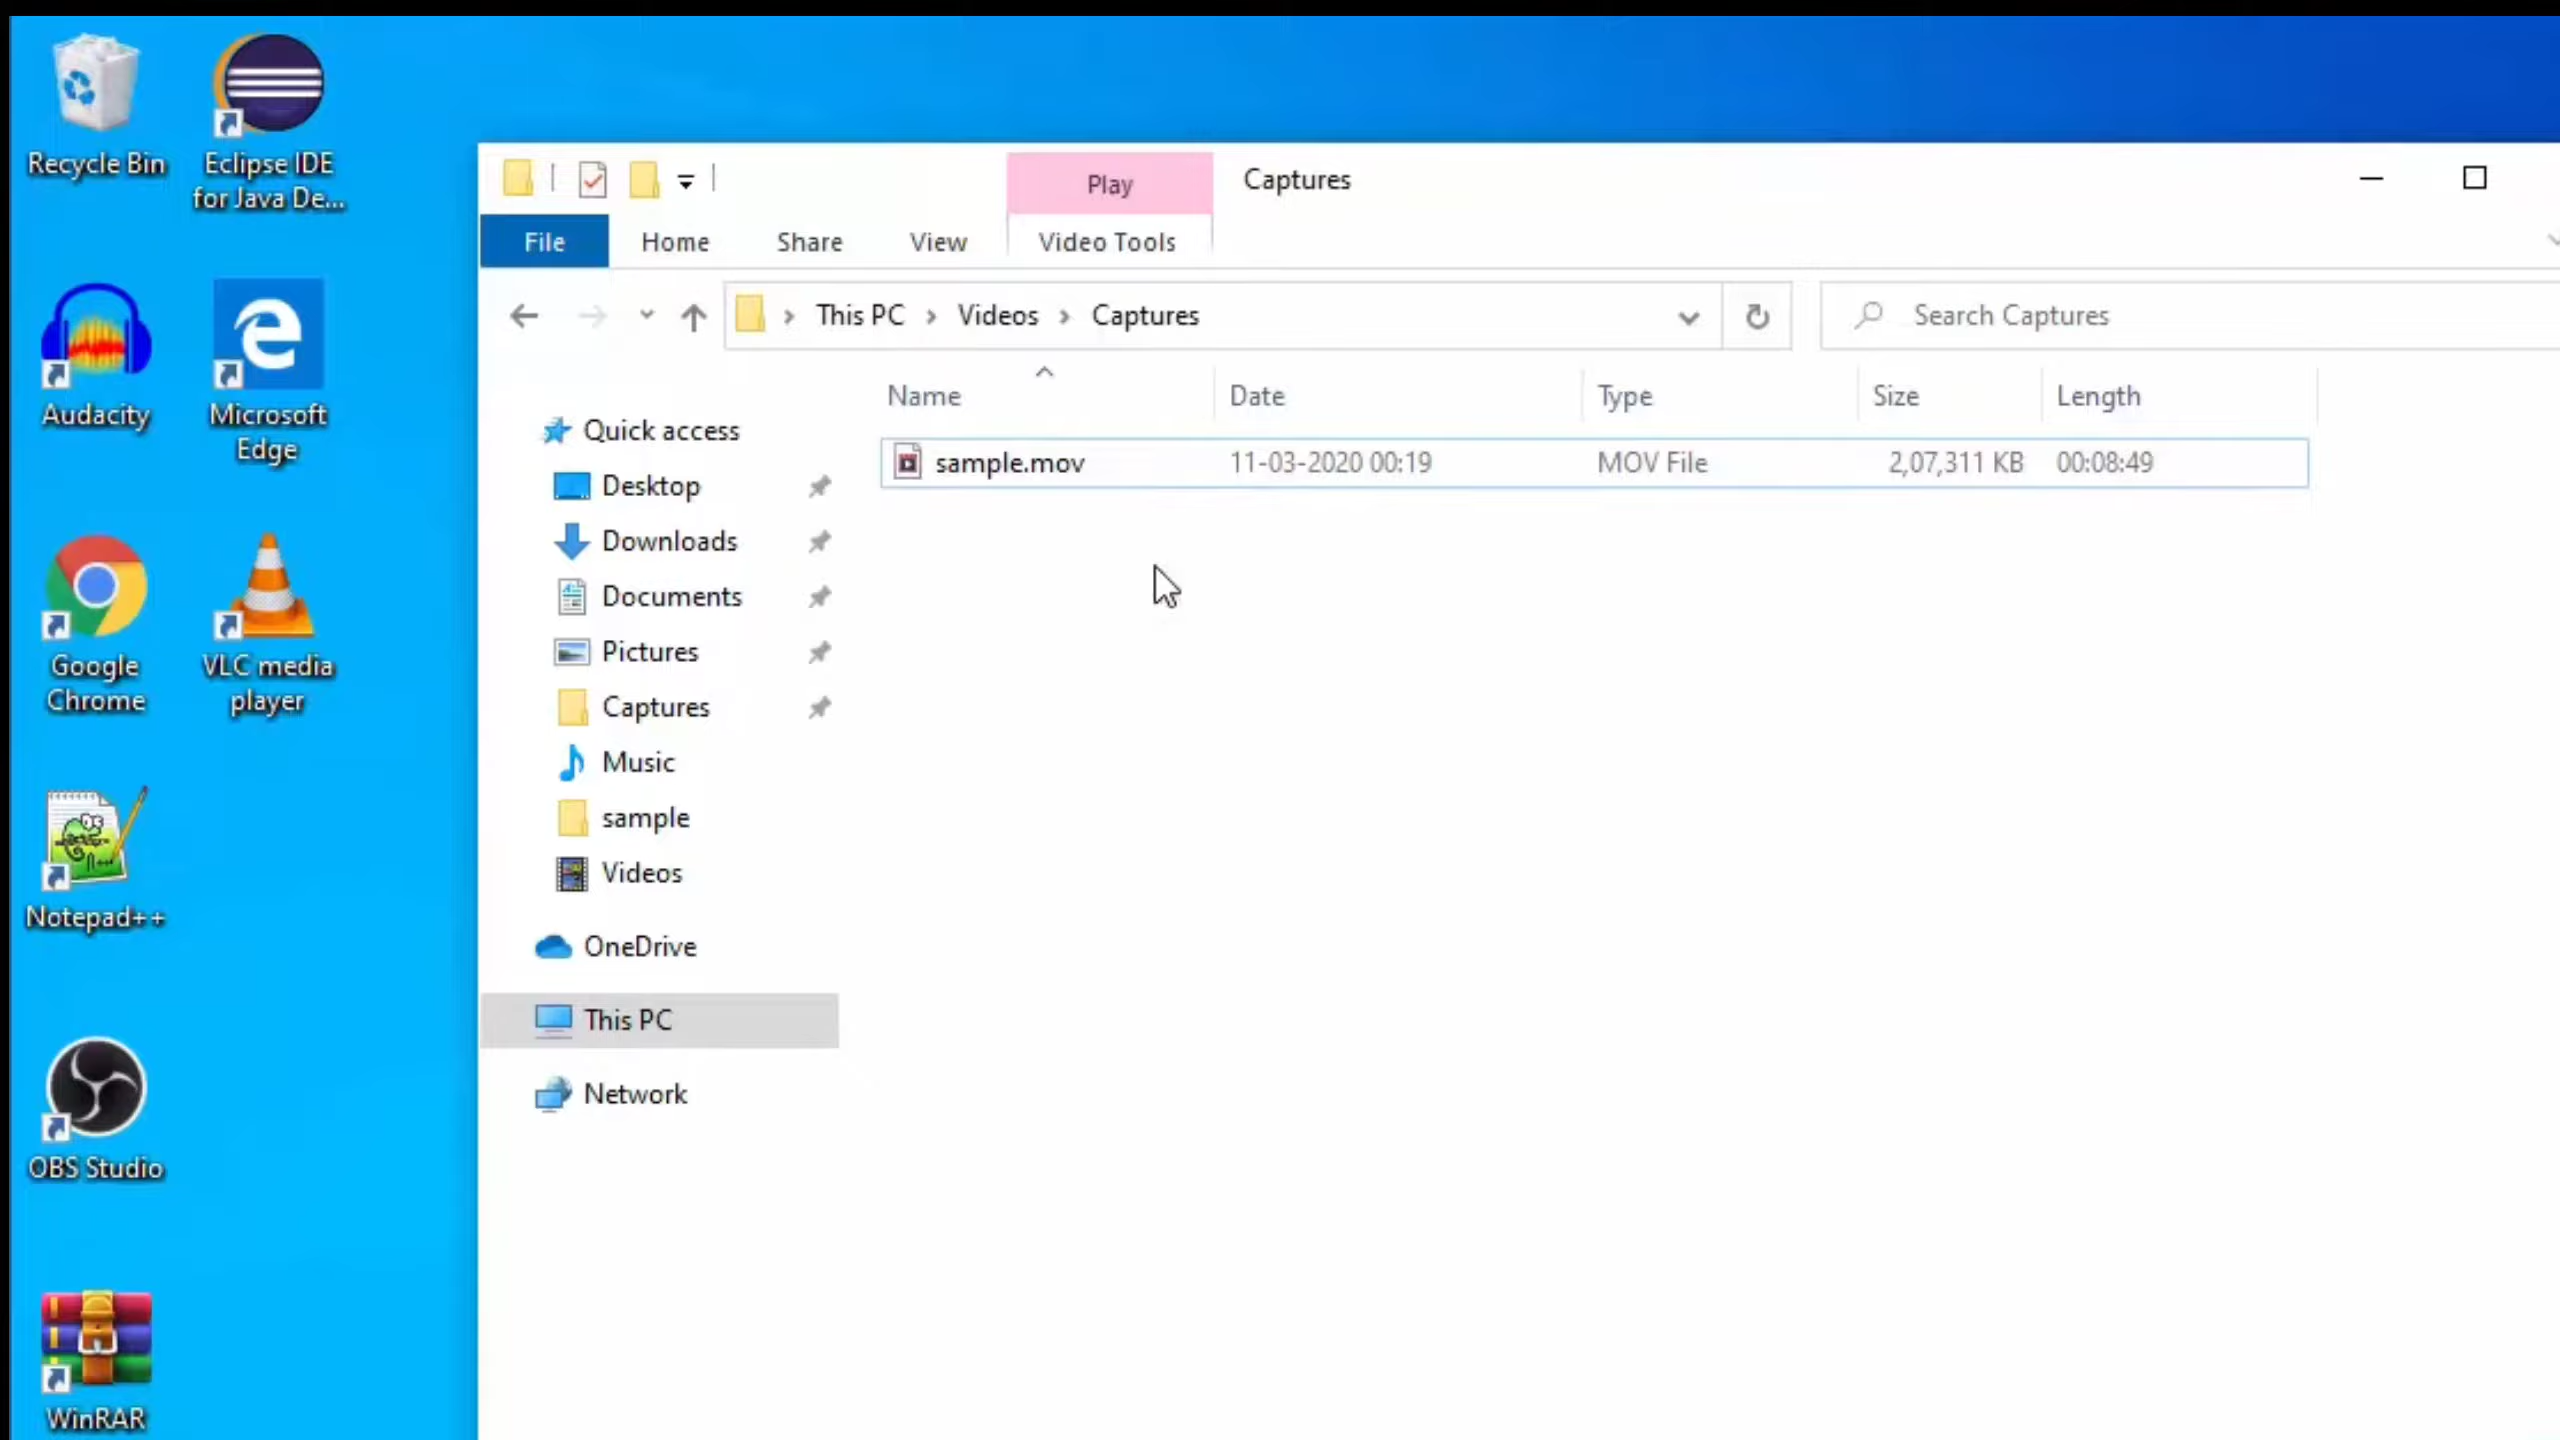 Recycle Bin
Eclipse IDE
for Java De...
Audacity
Microsoft
Edge
Google
Chrome
VLC media
player
Notepad++
OBS Studio
WinRAR
Play
Captures
File
Home
Share
View
Video Tools
This PC
Videos
Captures
Search Captures
Name
Date
Type
Size
Length
sample.mov
11-03-2020 00:19
MOV File
2,07,311 KB
00:08:49
Quick access
Desktop
Downloads
Documents
Pictures
Captures
Music
sample
Videos
OneDrive
This PC
Network